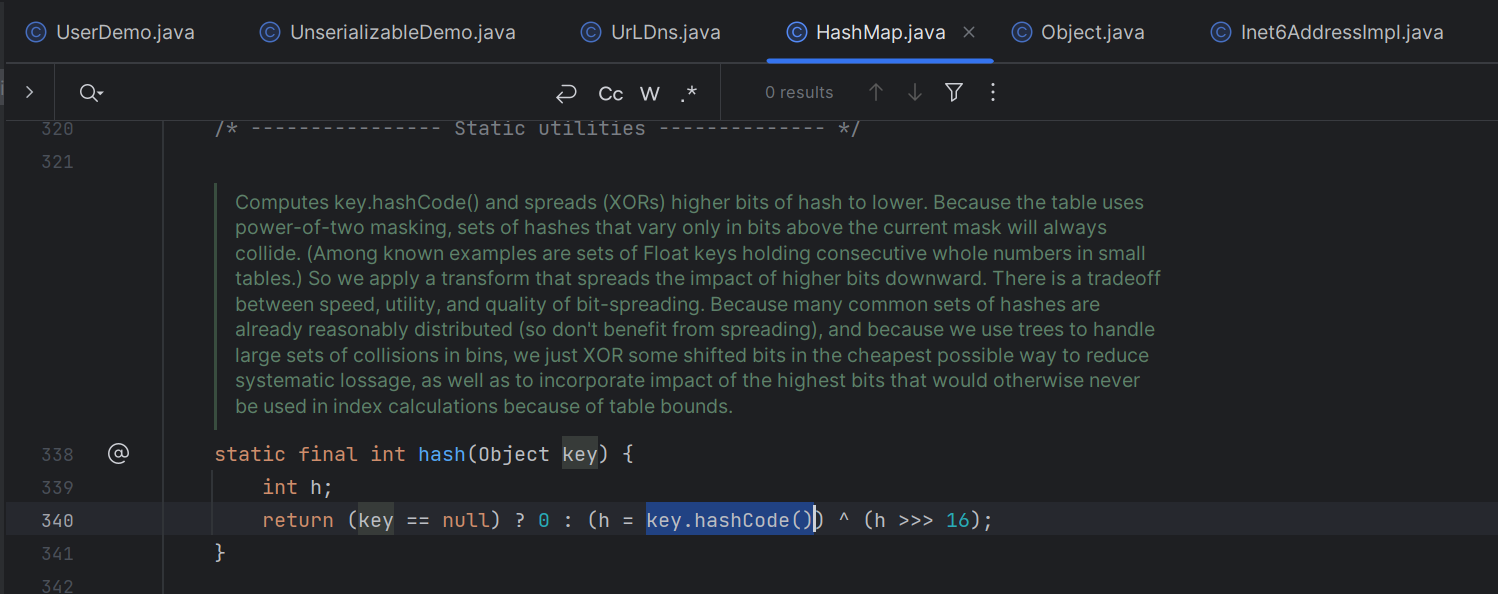 UserDemo.java UnserializableDemo.java UrLDns.java HashMap.java Object.java Inet6AddressImpl.java
Cc W .* 0 results
320 /* ---------------- Static utilities -------------- */
321
Computes key.hashCode() and spreads (XORs) higher bits of hash to lower. Because the table uses
power-of-two masking, sets of hashes that vary only in bits above the current mask will always
collide. (Among known examples are sets of Float keys holding consecutive whole numbers in small
tables.) So we apply a transform that spreads the impact of higher bits downward. There is a tradeoff
between speed, utility, and quality of bit-spreading. Because many common sets of hashes are
already reasonably distributed (so don't benefit from spreading), and because we use trees to handle
large sets of collisions in bins, we just XOR some shifted bits in the cheapest possible way to reduce
systematic lossage, as well as to incorporate impact of the highest bits that would otherwise never
be used in index calculations because of table bounds.
338 @ static final int hash(Object key) {
339 int h;
340 return (key == null) ? 0 : (h = key.hashCode()) ^ (h >>> 16);
341 }
342